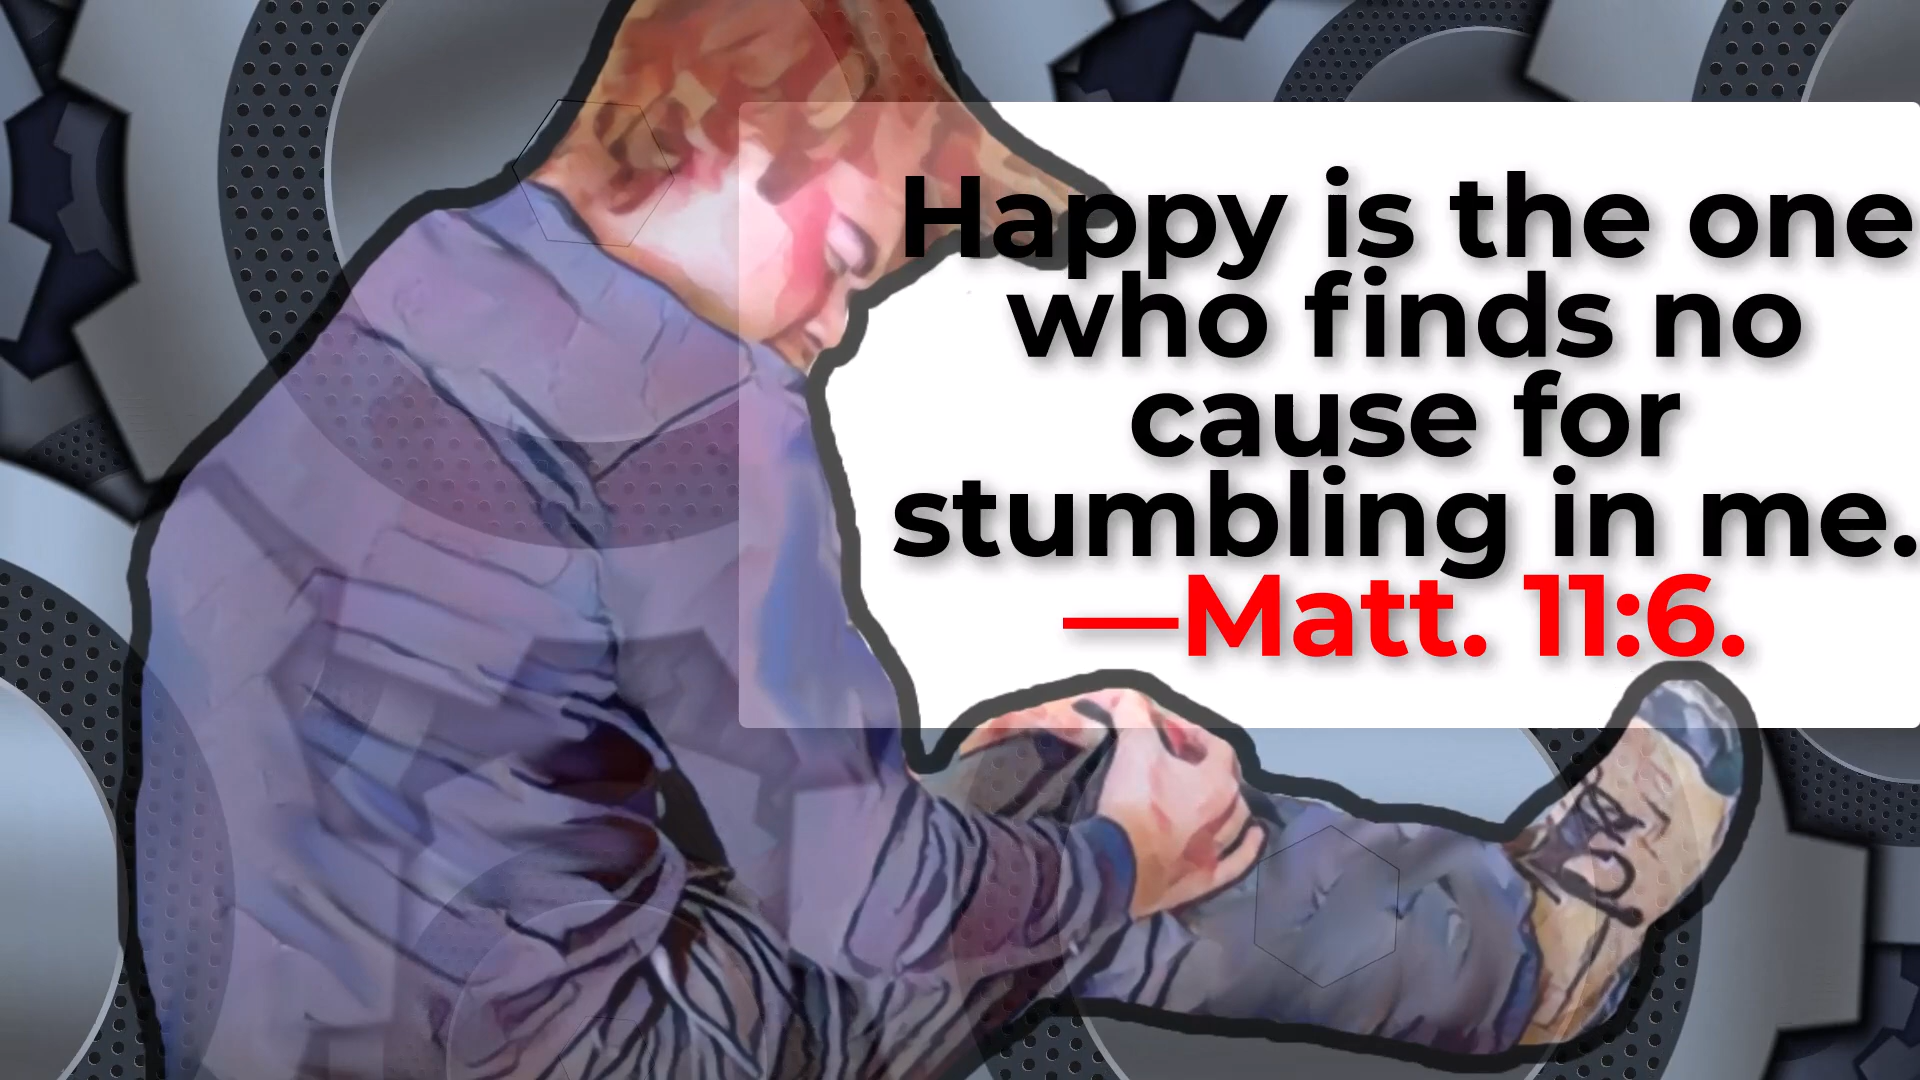 Happy is the one
who finds no
cause for
stumbling in me.
—Matt. 11:6.